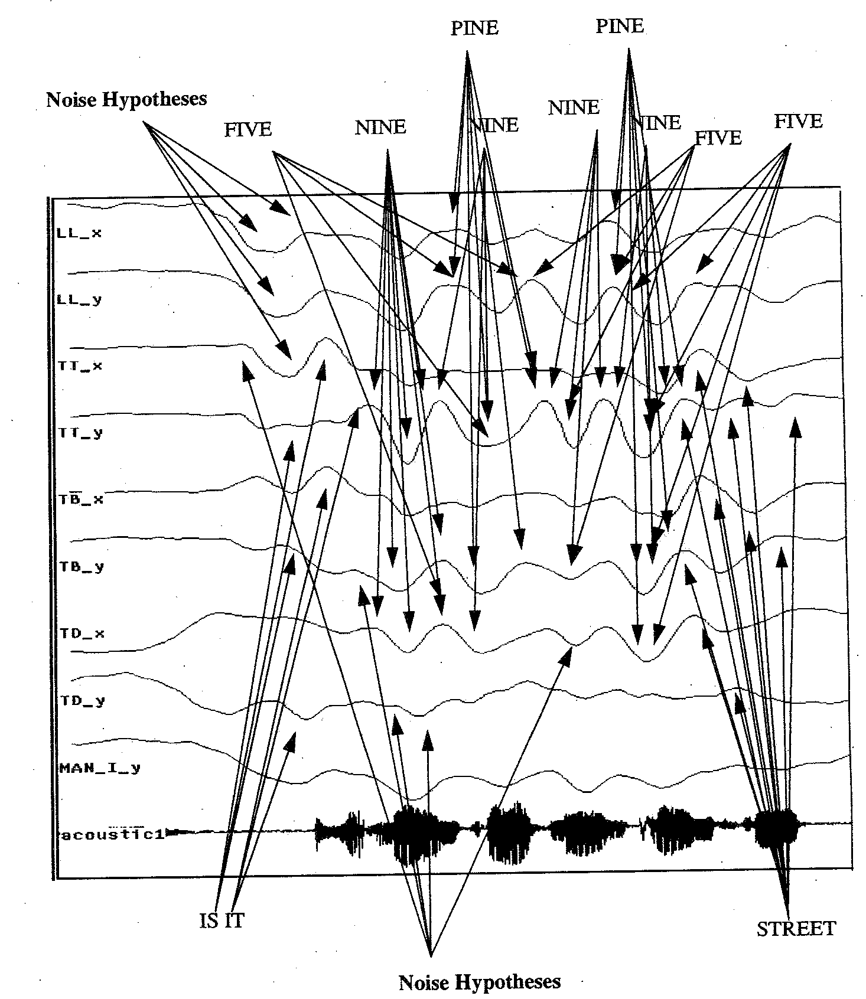 PINE PINE
Noise Hypotheses
FIVE NINE NINE NINE NINE FIVE FIVE
LL_x
LL_y
TT_x
TT_y
TB_x
TB_y
TD_x
TD_y
MAN_I_y
acoustic1
IS IT
STREET
Noise Hypotheses